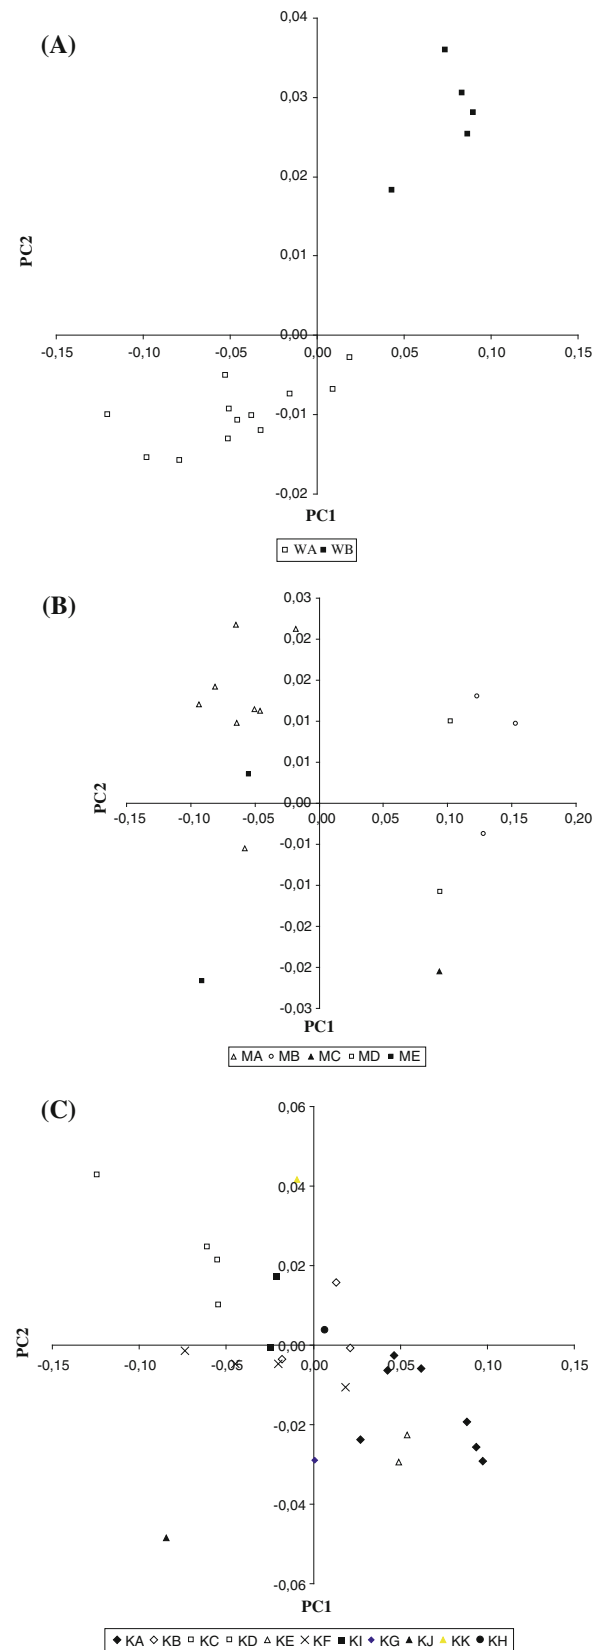 (A)
0,04
0,03
0,02
PC2
0,01
0,00
-0,15 -0,10 -0,05 0,00 0,05 0,10 0,15
-0,01
-0,02
PC1
WA WB
(B)
0,03
0,02
0,02
0,01
0,01
PC2
0,00
-0,15 -0,10 -0,05 0,00 0,05 0,10 0,15 0,20
-0,01
-0,01
-0,02
-0,02
-0,03
PC1
MA MB MC MD ME
(C)
0,06
0,04
0,02
PC2
0,00
-0,15 -0,10 -0,05 0,00 0,05 0,10 0,15
-0,02
-0,04
-0,06
PC1
KA KB KC KD KE KF KI KG KJ KK KH